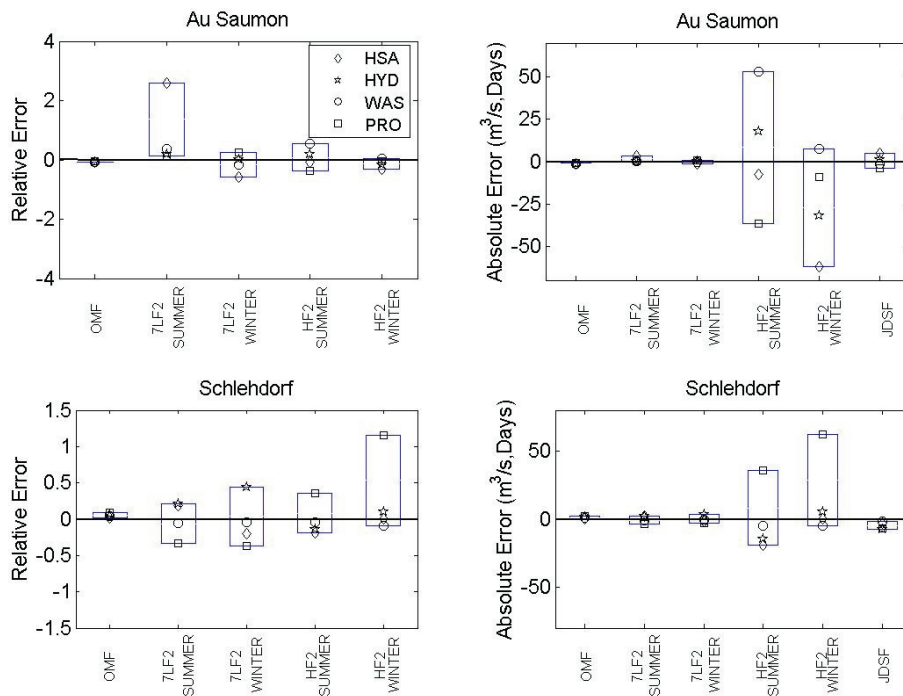 Au Saumon
Relative Error
4
2
0
-2
-4
HSA
HYD
WAS
PRO
OMF
7LF2
SUMMER
7LF2
WINTER
HF2
SUMMER
HF2
WINTER
Au Saumon
Absolute Error (m³/s,Days)
50
25
0
-25
-50
OMF
7LF2
SUMMER
7LF2
WINTER
HF2
SUMMER
HF2
WINTER
JDSF
Schlehdorf
Relative Error
1.5
1
0.5
0
-0.5
-1
-1.5
OMF
7LF2
SUMMER
7LF2
WINTER
HF2
SUMMER
HF2
WINTER
Schlehdorf
Absolute Error (m³/s,Days)
50
0
-50
OMF
7LF2
SUMMER
7LF2
WINTER
HF2
SUMMER
HF2
WINTER
JDSF